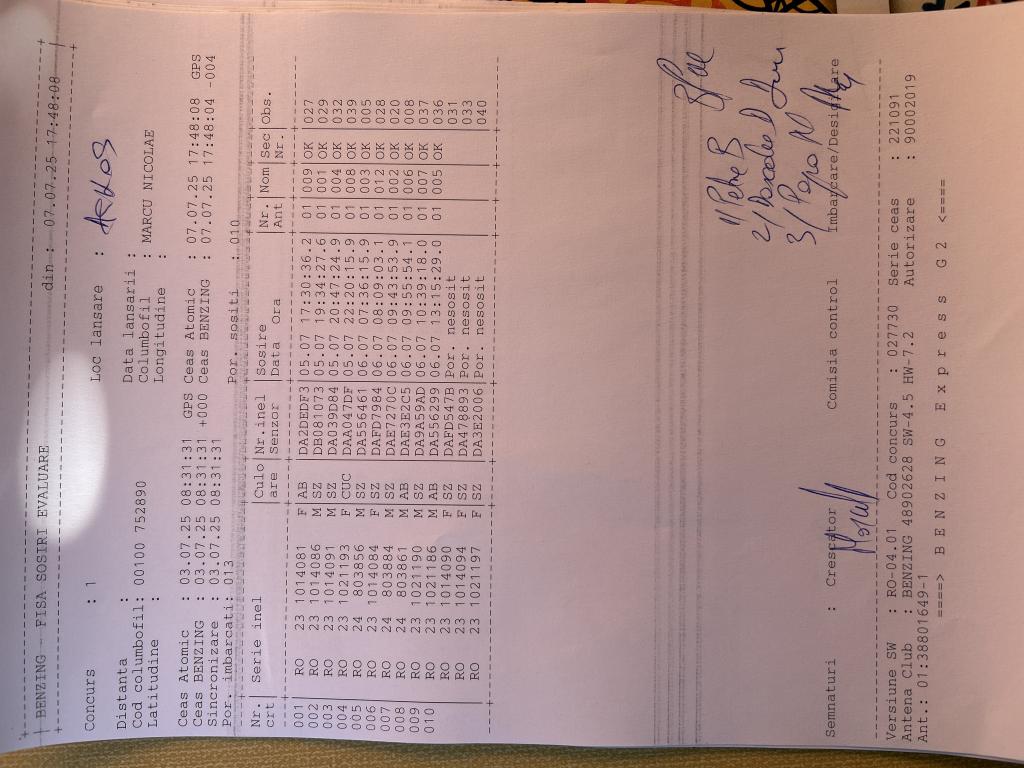 BENZING - FISA SOSIRI EVALUARE din : 07.07.25 17:48:08
Concurs : 1 Loc lansare : ARHOS
Distanta : Data lansarii :
Cod columbofil: 00100 752890 Columbofil : MARCU NICOLAE
Latitudine : Longitudine :
Ceas Atomic : 03.07.25 08:31:31 GPS Ceas Atomic : 07.07.25 17:48:08 GPS
Ceas BENZING : 03.07.25 08:31:31 +000 Ceas BENZING : 07.07.25 17:48:04 -004
Sincronizare : 03.07.25 08:31:31
Por. imbarcati: 013 Por. sositi : 010
Nr.| Serie inel |Culo|Nr.inel |Sosire |Nr. |Nom|Sec|Obs.
crt| |are |Senzor |Data Ora |Ant | |Nr.|
001 RO 23 1014081 F AB DA2DEDF3 05.07 17:30:36.2 01 009 OK 027
002 RO 23 1014086 M SZ DB081073 05.07 19:34:27.6 01 001 OK 029
003 RO 23 1014091 M SZ DA039D84 05.07 20:47:24.9 01 004 OK 032
004 RO 23 1021193 F CUC DAA047DF 05.07 22:20:15.9 01 008 OK 039
005 RO 24 803856 M SZ DA556461 06.07 07:36:15.9 01 003 OK 005
006 RO 23 1014084 F SZ DAFD7984 06.07 08:09:03.1 01 012 OK 028
007 RO 24 803884 M SZ DAE7270C 06.07 09:43:53.9 01 002 OK 020
008 RO 24 803861 M AB DAE3E2C5 06.07 09:55:54.1 01 006 OK 008
009 RO 23 1021190 M SZ DA9A59AD 06.07 10:39:18.0 01 007 OK 037
010 RO 23 1021186 M AB DA556299 06.07 13:15:29.0 01 005 OK 036
RO 23 1014090 F SZ DAFD547B Por. nesosit 031
RO 23 1014094 F SZ DA478893 Por. nesosit 033
RO 23 1021197 F SZ DA3E2006 Por. nesosit 040
1) Petre B
2)
3) Popa N
Semnaturi : Crescator Comisia control Imbarcare/Desigilare
Versiune SW : RO-04.01 Cod concurs : 027730 Serie ceas : 221091
Antena Club : BENZING 48902628 SW-4.5 HW-7.2 Autorizare : 90002019
Ant.: 01:38801649-1
====> B E N Z I N G E x p r e s s G 2 <====